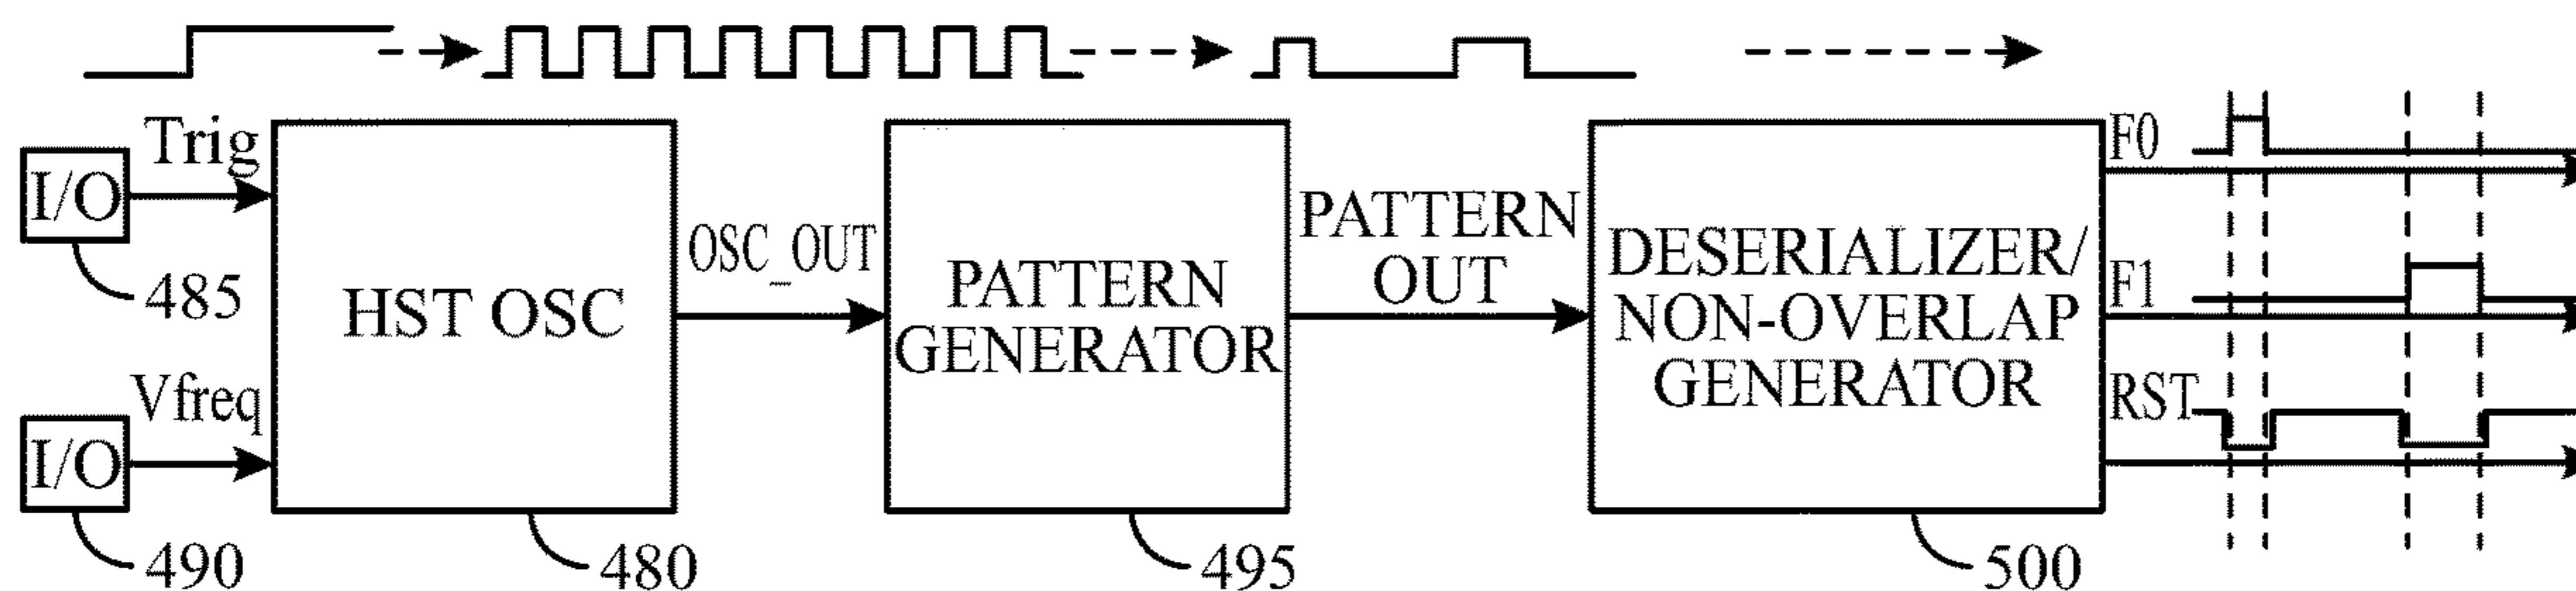 Trig
I/O
485
Vfreq
I/O
490
HST OSC
480
OSC_OUT
PATTERN
GENERATOR
495
PATTERN
OUT
DESERIALIZER/
NON-OVERLAP
GENERATOR
500
F0
F1
RST